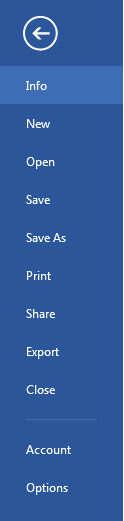 Info
New
Open
Save
Save As
Print
Share
Export
Close
Account
Options